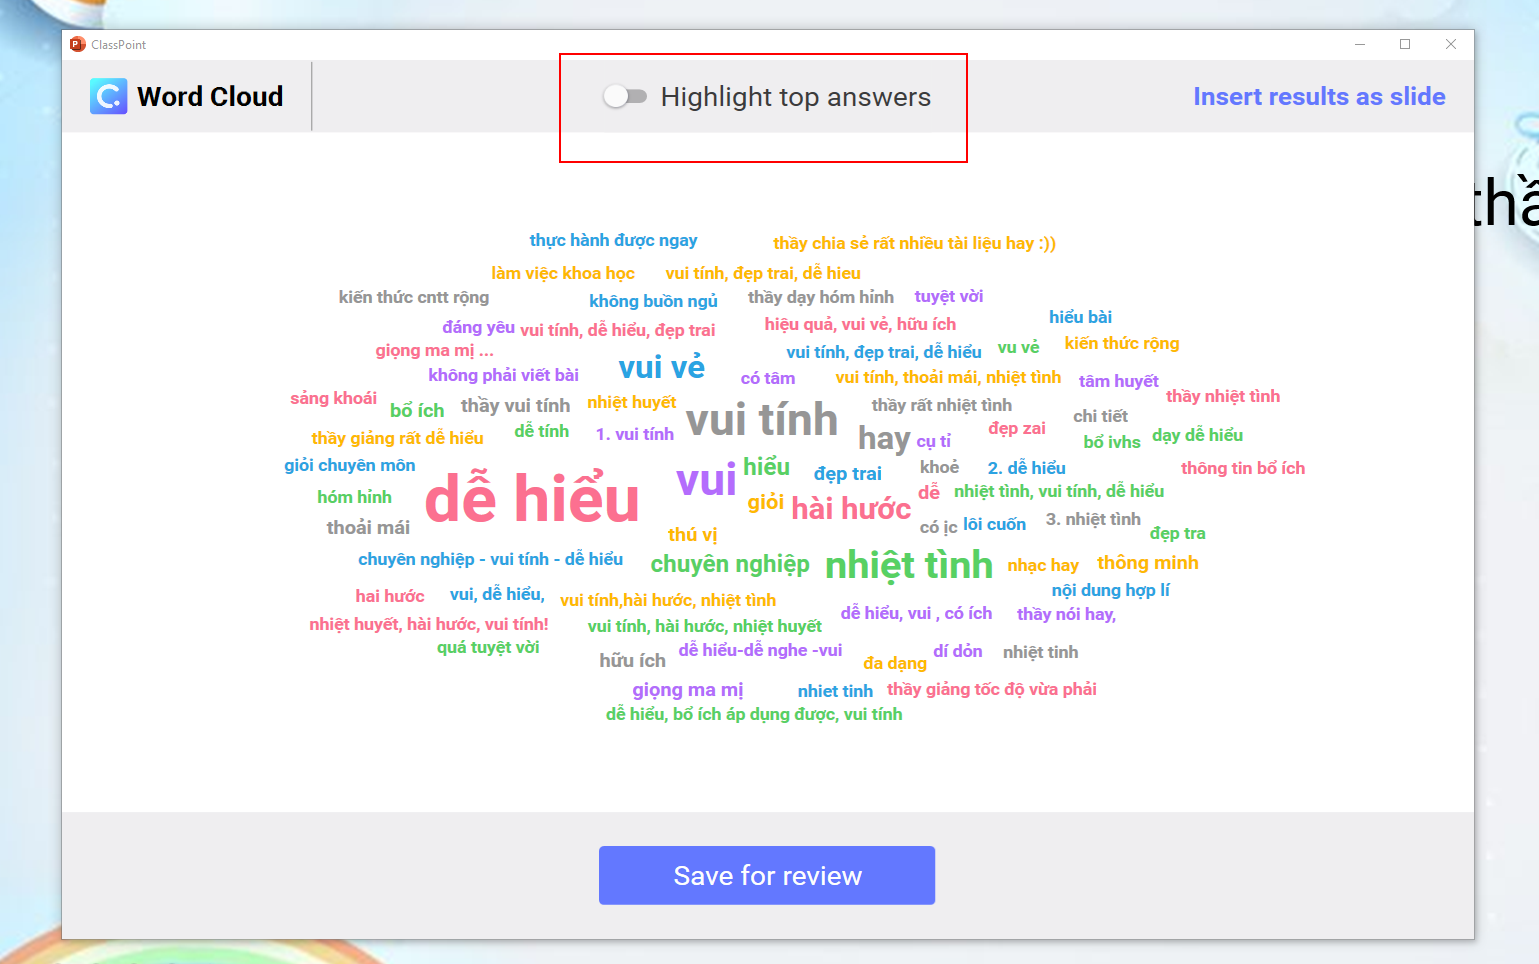 ClassPoint
Word Cloud
Highlight top answers
Insert results as slide
thầ
thực hành được ngay
thầy chia sẻ rất nhiều tài liệu hay :))
làm việc khoa học
vui tính, đẹp trai, dễ hieu
kiến thức cntt rộng
không buồn ngủ
thầy dạy hóm hỉnh
tuyệt vời
đáng yêu
vui tính, dễ hiểu, đẹp trai
hiệu quả, vui vẻ, hữu ích
hiểu bài
giọng ma mị ...
vui vẻ
vui tính, đẹp trai, dễ hiểu
vu vẻ
kiến thức rộng
không phải viết bài
có tâm
vui tính, thoải mái, nhiệt tình
tâm huyết
sảng khoái
bổ ích
thầy vui tính
nhiệt huyết
vui tính
thầy rất nhiệt tình
chi tiết
thầy nhiệt tình
thầy giảng rất dễ hiểu
dễ tính
1. vui tính
hay
cụ tỉ
đẹp zai
bổ ivhs
dạy dễ hiểu
giỏi chuyên môn
dễ hiểu
vui
hiểu
đẹp trai
khoẻ
2. dễ hiểu
thông tin bổ ích
hóm hỉnh
giỏi
hài hước
dễ
nhiệt tình, vui tính, dễ hiểu
thoải mái
thú vị
có ịc
lôi cuốn
3. nhiệt tình
đẹp tra
chuyên nghiệp - vui tính - dễ hiểu
chuyên nghiệp
nhiệt tình
nhạc hay
thông minh
hai hước
vui, dễ hiểu,
vui tính,hài hước, nhiệt tình
nội dung hợp lí
nhiệt huyết, hài hước, vui tính!
vui tính, hài hước, nhiệt huyết
dễ hiểu, vui , có ích
thầy nói hay,
quá tuyệt vời
hữu ích
dễ hiểu-dễ nghe -vui
đa dạng
dí dỏn
nhiệt tinh
giọng ma mị
nhiet tinh
thầy giảng tốc độ vừa phải
dễ hiểu, bổ ích áp dụng được, vui tính
Save for review